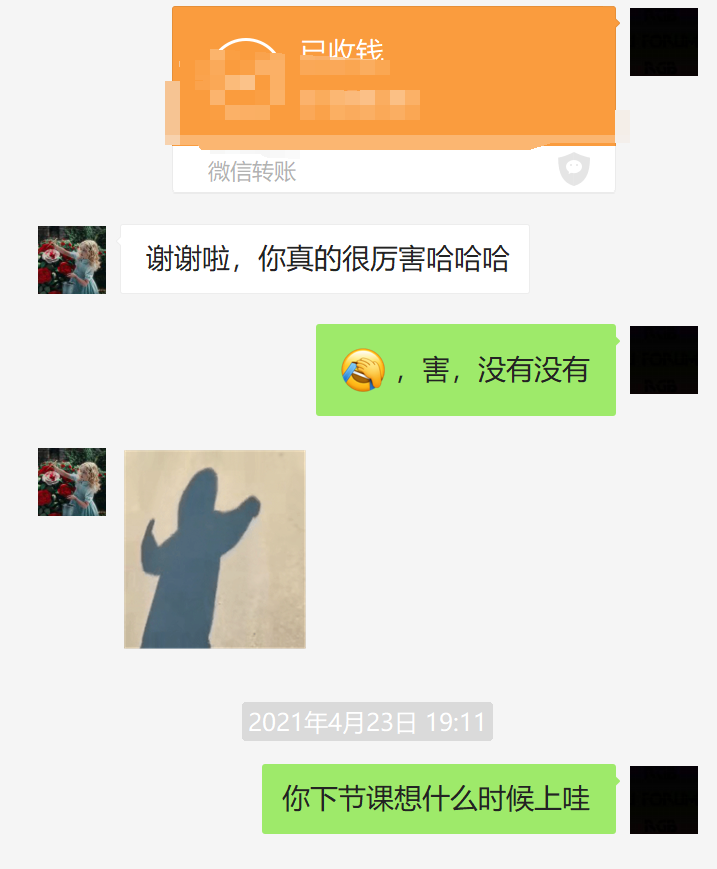 已收钱
微信转账
谢谢啦，你真的很厉害哈哈哈
🤦，害，没有没有
2021年4月23日 19:11
你下节课想什么时候上哇